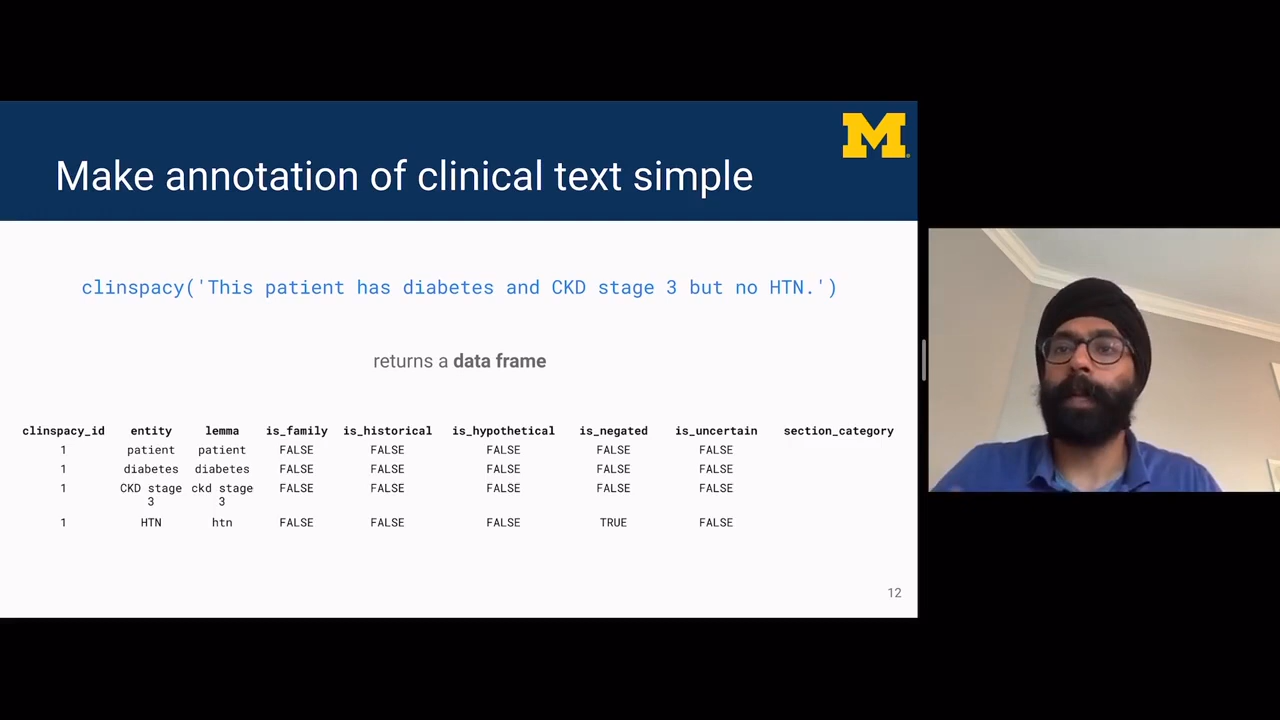 M
Make annotation of clinical text simple
clinspacy('This patient has diabetes and CKD stage 3 but no HTN.')
returns a data frame
clinspacy_id entity lemma is_family is_historical is_hypothetical is_negated is_uncertain section_category
1 patient patient FALSE FALSE FALSE FALSE FALSE
1 diabetes diabetes FALSE FALSE FALSE FALSE FALSE
1 CKD stage ckd stage FALSE FALSE FALSE FALSE FALSE
3 3
1 HTN htn FALSE FALSE FALSE TRUE FALSE
12